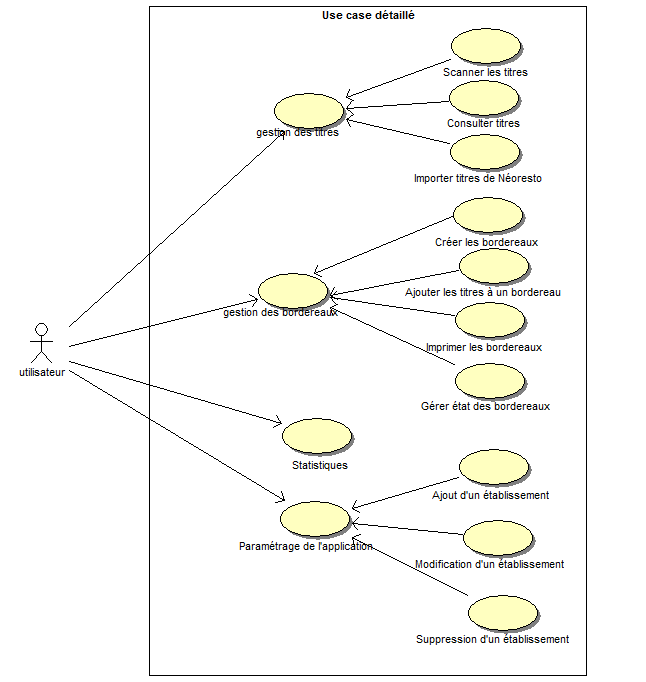 Use case détaillé
Scanner les titres
gestion des titres
Consulter titres
Importer titres de Néoresto
Créer les bordereaux
Ajouter les titres à un bordereau
gestion des bordereaux
Imprimer les bordereaux
utilisateur
Gérer état des bordereaux
Statistiques
Ajout d'un établissement
Paramétrage de l'application
Modification d'un établissement
Suppression d'un établissement